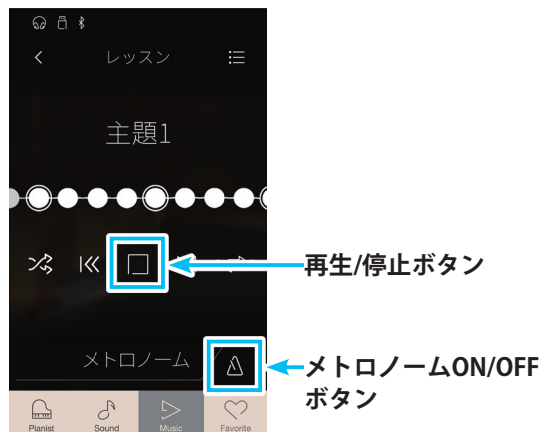 レッスン
主題1
再生/停止ボタン
メトロノーム
メトロノームON/OFF
ボタン
Pianist
Sound
Music
Favorite